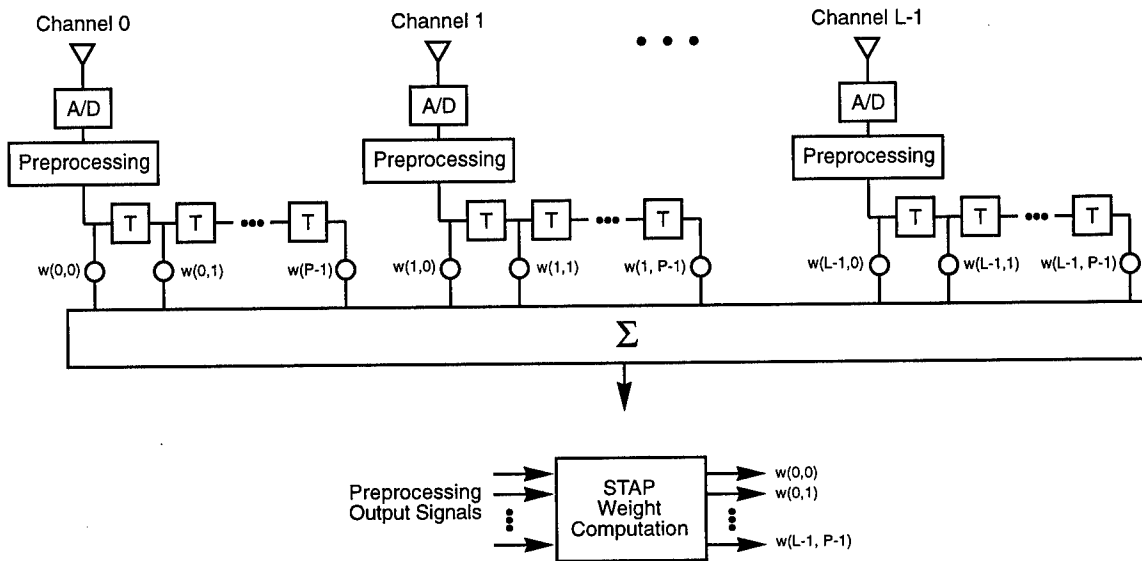 Channel 0
Channel 1
Channel L-1
A/D
A/D
A/D
Preprocessing
Preprocessing
Preprocessing
T
T
T
T
T
T
T
T
T
w(0,0)
w(0,1)
w(P-1)
w(1,0)
w(1,1)
w(1, P-1)
w(L-1,0)
w(L-1,1)
w(L-1, P-1)
Σ
Preprocessing
Output Signals
STAP
Weight
Computation
w(0,0)
w(0,1)
w(L-1, P-1)